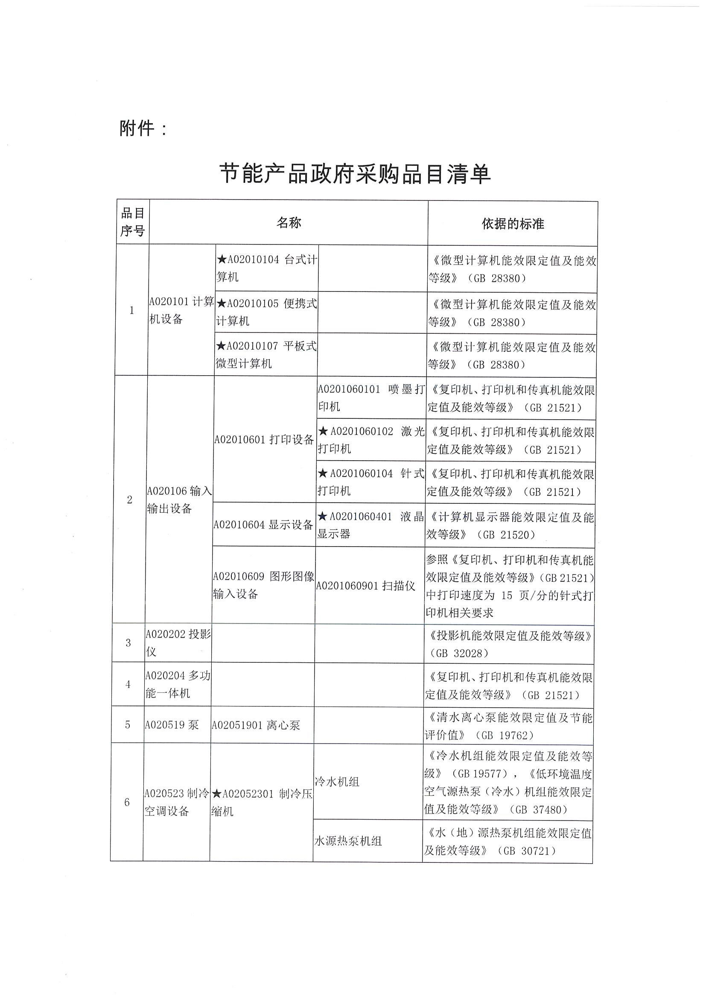 附件：
节能产品政府采购品目清单
品目
序号
名称
依据的标准
1
A020101 计算
机设备
★A02010104 台式计
算机
《微型计算机能效限定值及能效
等级》（GB 28380）
★A02010105 便携式
计算机
《微型计算机能效限定值及能效
等级》（GB 28380）
★A02010107 平板式
微型计算机
《微型计算机能效限定值及能效
等级》（GB 28380）
2
A020106 输入
输出设备
A02010601 打印设备
A0201060101 喷墨打
印机
《复印机、打印机和传真机能效限
定值及能效等级》（GB 21521）
★A0201060102 激光
打印机
《复印机、打印机和传真机能效限
定值及能效等级》（GB 21521）
★A0201060104 针式
打印机
《复印机、打印机和传真机能效限
定值及能效等级》（GB 21521）
A02010604 显示设备
★A0201060401 液晶
显示器
《计算机显示器能效限定值及能
效等级》（GB 21520）
A02010609 图形图像
输入设备
A0201060901 扫描仪
参照《复印机、打印机和传真机能
效限定值及能效等级》（GB 21521）
中打印速度为 15 页/分的针式打
印机相关要求
3
A020202 投影
仪
《投影机能效限定值及能效等级》
（GB 32028）
4
A020204 多功
能一体机
《复印机、打印机和传真机能效限
定值及能效等级》（GB 21521）
5
A020519 泵
A02051901 离心泵
《清水离心泵能效限定值及节能
评价值》（GB 19762）
6
A020523 制冷
空调设备
★A02052301 制冷压
缩机
冷水机组
《冷水机组能效限定值及能效等
级》（GB 19577），《低环境温度
空气源热泵（冷水）机组能效限定
值及能效等级》（GB 37480）
水源热泵机组
《水（地）源热泵机组能效限定值
及能效等级》（GB 30721）